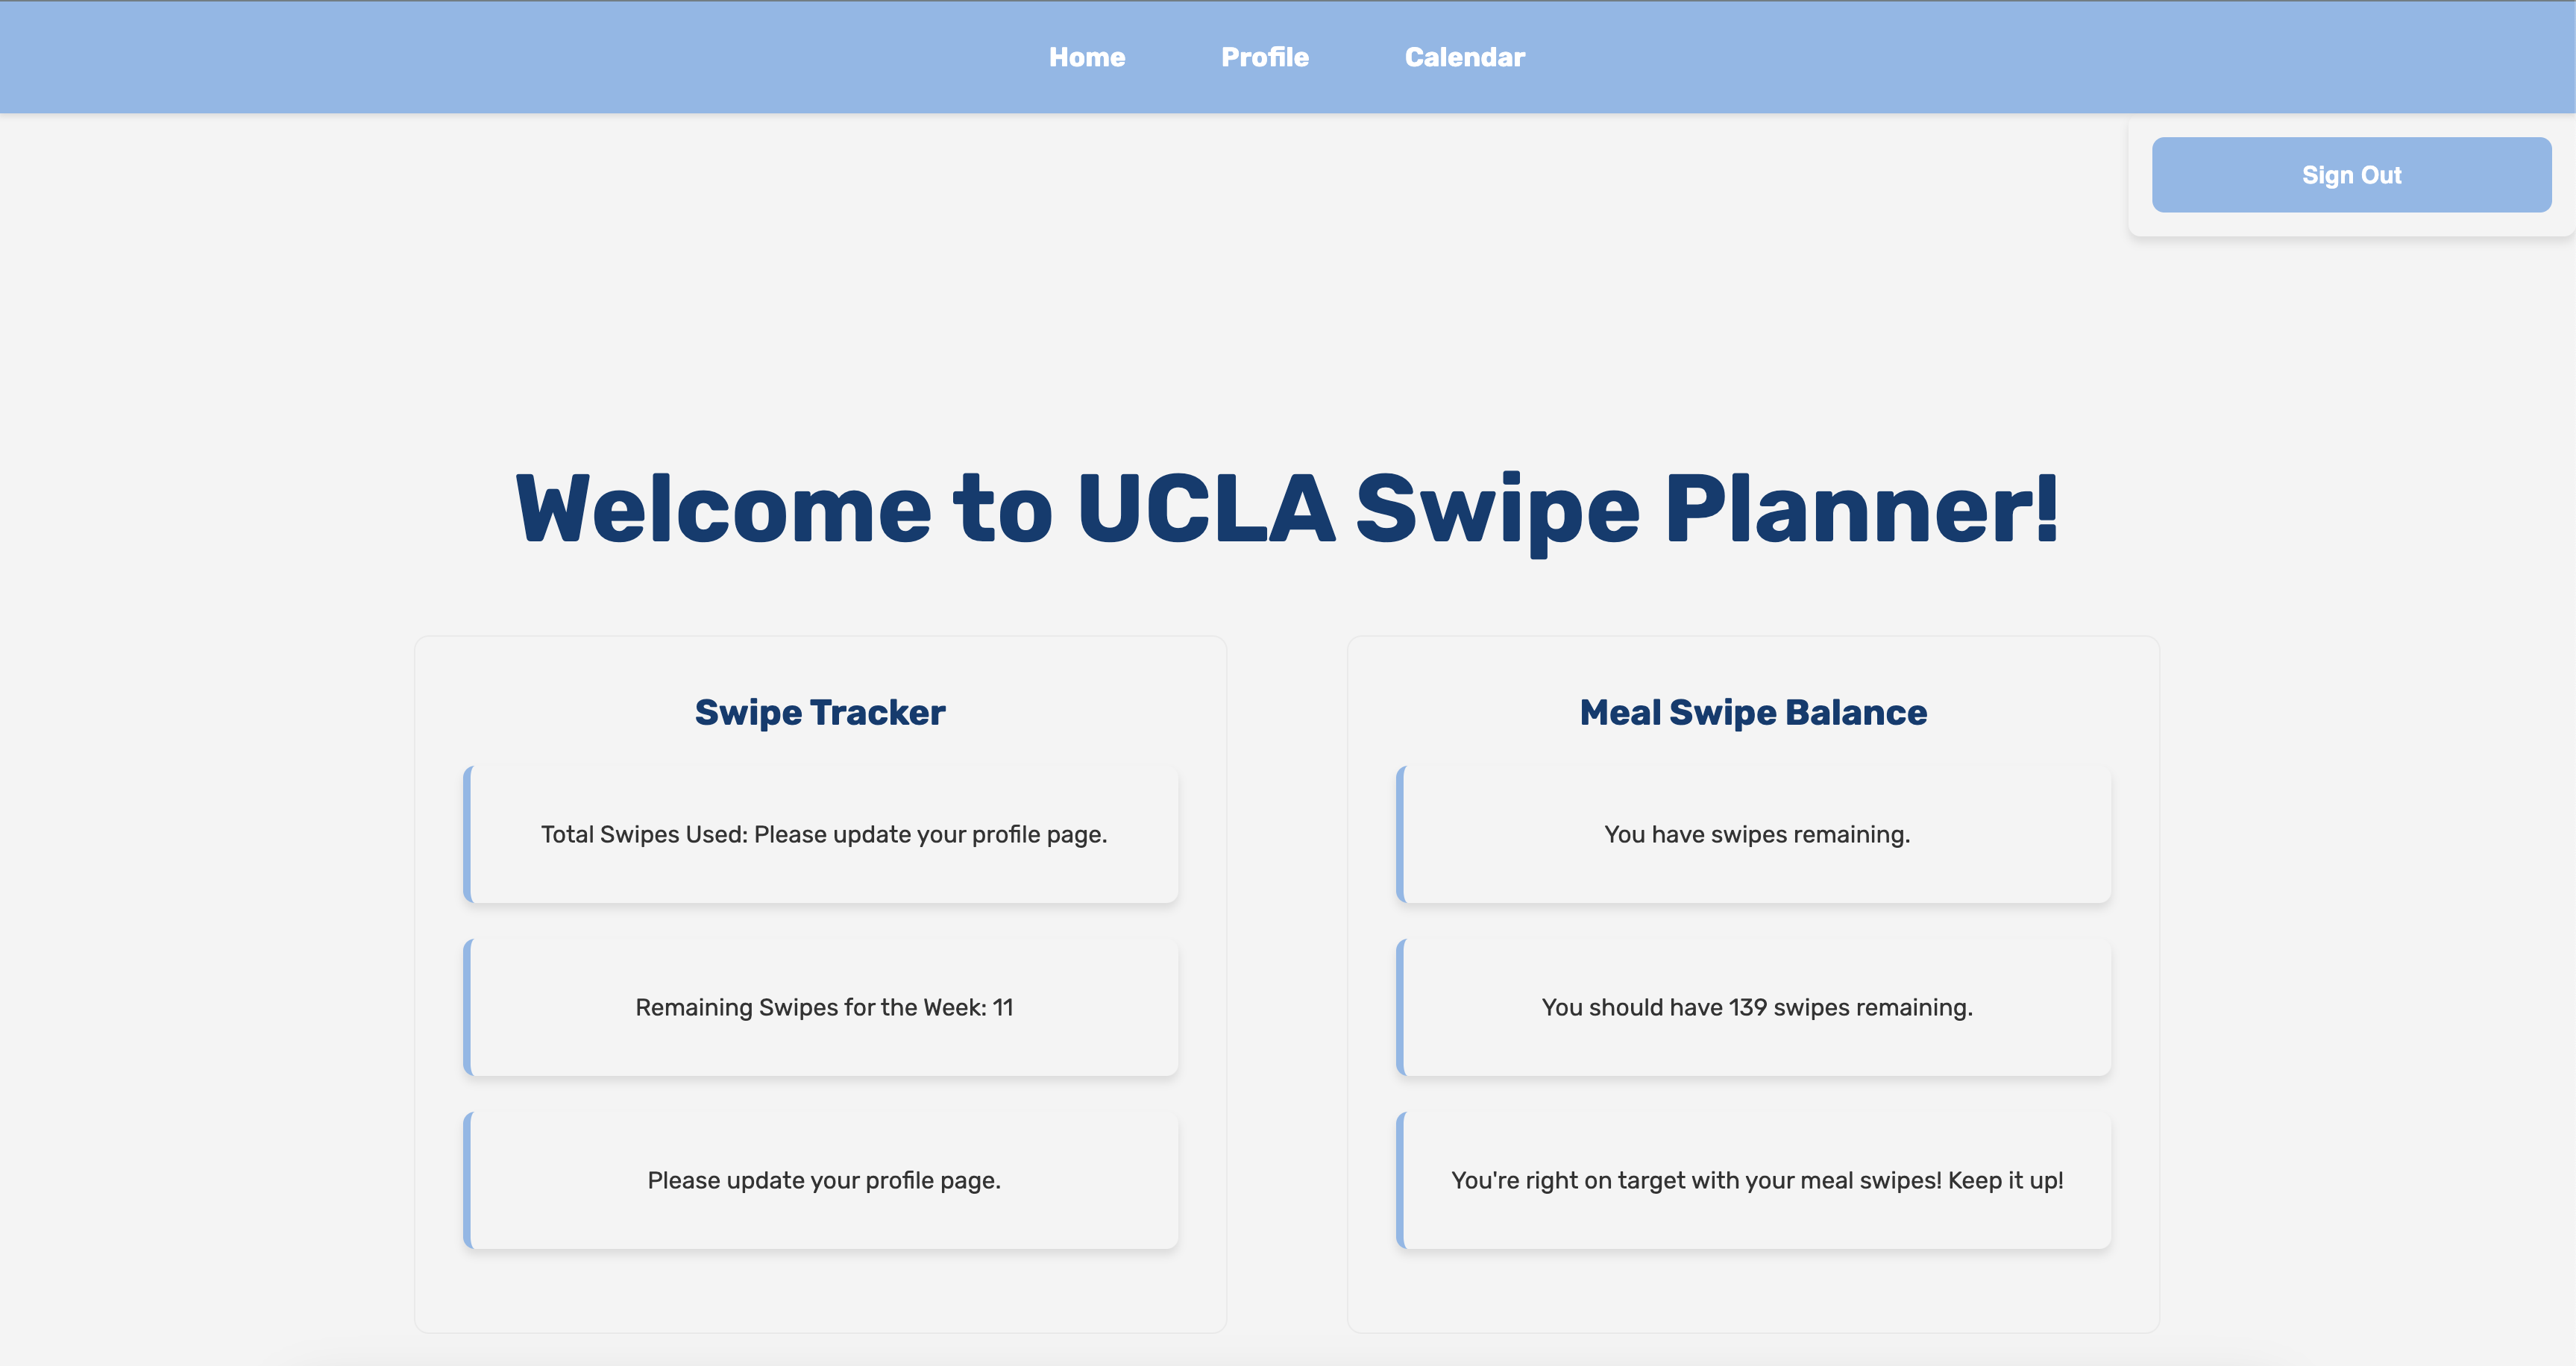 Home Profile Calendar
Sign Out
Welcome to UCLA Swipe Planner!
Swipe Tracker
Total Swipes Used: Please update your profile page.
Remaining Swipes for the Week: 11
Please update your profile page.
Meal Swipe Balance
You have swipes remaining.
You should have 139 swipes remaining.
You're right on target with your meal swipes! Keep it up!